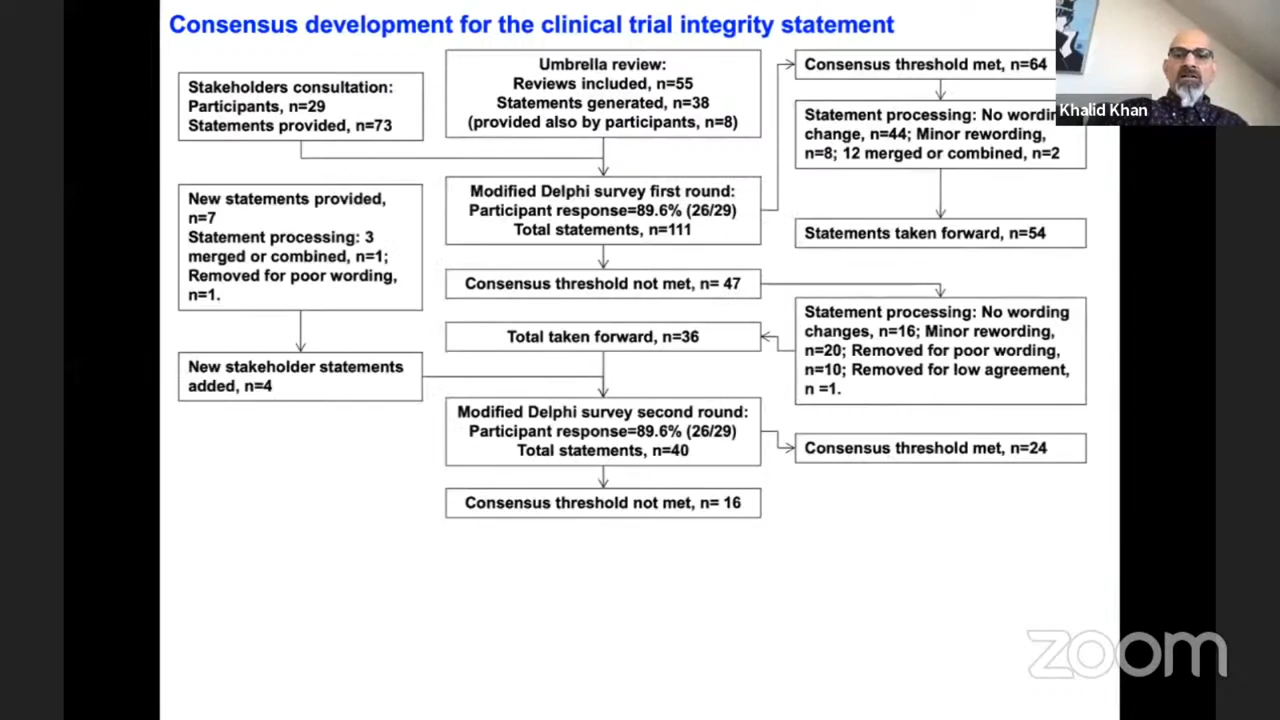 Consensus development for the clinical trial integrity statement
Stakeholders consultation:
Participants, n=29
Statements provided, n=73
Umbrella review:
Reviews included, n=55
Statements generated, n=38
(provided also by participants, n=8)
Consensus threshold met, n=64
Statement processing: No
change, n=44; Minor rewording,
n=8; 12 merged or combined, n=2
Khalid Khan
New statements provided,
n=7
Statement processing: 3
merged or combined, n=1;
Removed for poor wording,
n=1.
Modified Delphi survey first round:
Participant response=89.6% (26/29)
Total statements, n=111
Statements taken forward, n=54
Consensus threshold not met, n= 47
Statement processing: No wording
changes, n=16; Minor rewording,
n=20; Removed for poor wording,
n=10; Removed for low agreement,
n =1.
Total taken forward, n=36
New stakeholder statements
added, n=4
Modified Delphi survey second round:
Participant response=89.6% (26/29)
Total statements, n=40
Consensus threshold met, n=24
Consensus threshold not met, n= 16
zoom